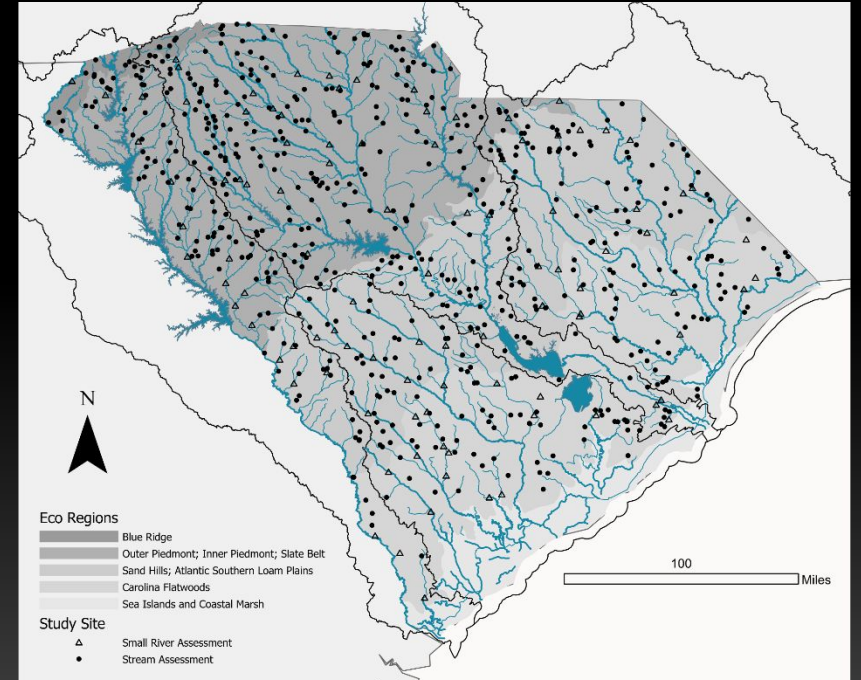 N
Eco Regions
Blue Ridge
Outer Piedmont; Inner Piedmont; Slate Belt
Sand Hills; Atlantic Southern Loam Plains
Carolina Flatwoods
Sea Islands and Coastal Marsh
Study Site
Small River Assessment
Stream Assessment
100
Miles